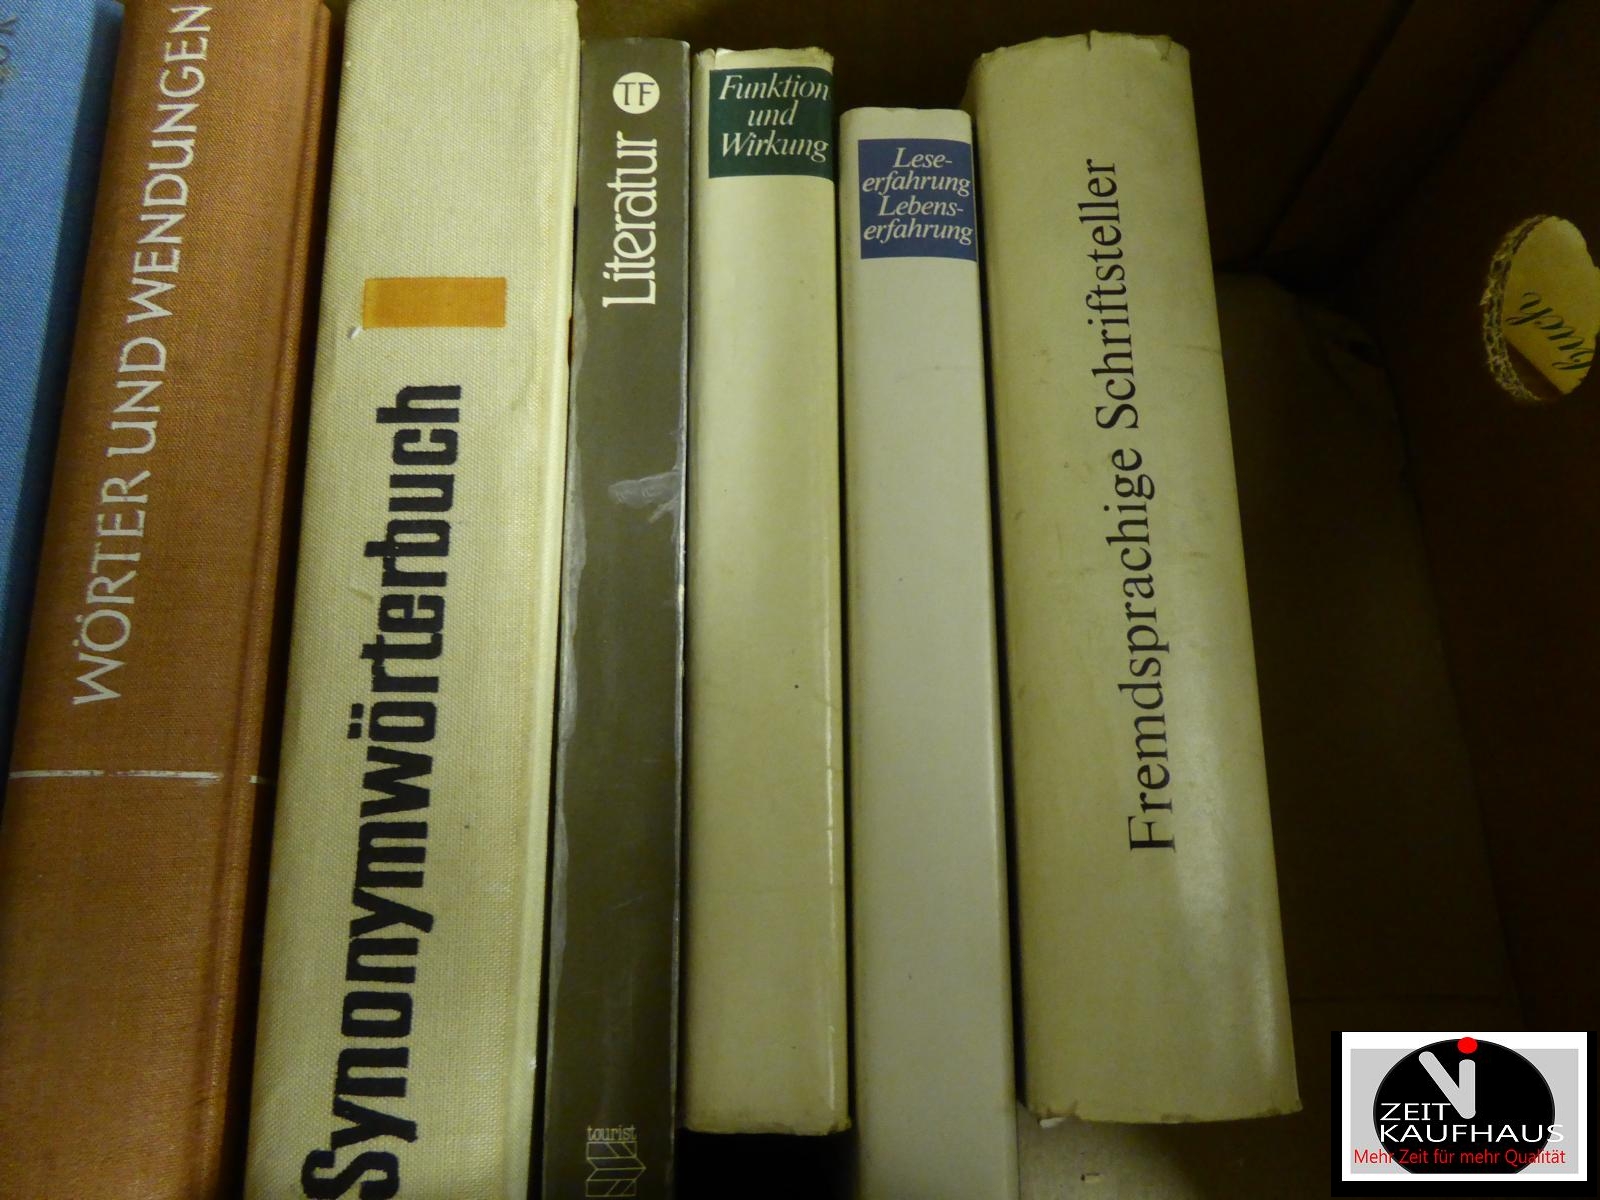 WÖRTER UND WENDUNGEN
Synonymwörterbuch
TF
Literatur
tourist
Funktion
und
Wirkung
Lese-
erfahrung
Lebens-
erfahrung
Fremdsprachige Schriftsteller
buch
ZEIT
KAUFHAUS
Mehr Zeit für mehr Qualität